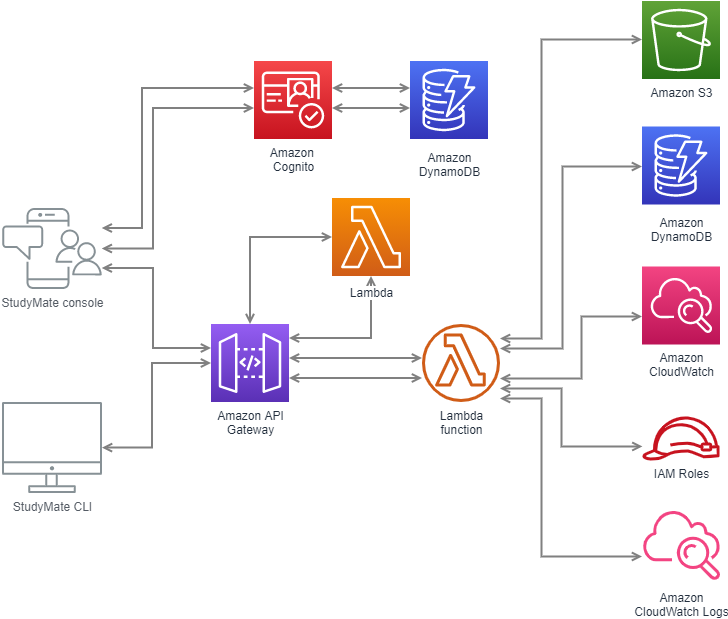 Amazon S3
Amazon
Cognito
Amazon
DynamoDB
Amazon
DynamoDB
StudyMate console
Lambda
Amazon
CloudWatch
Amazon API
Gateway
Lambda
function
IAM Roles
StudyMate CLI
Amazon
CloudWatch Logs